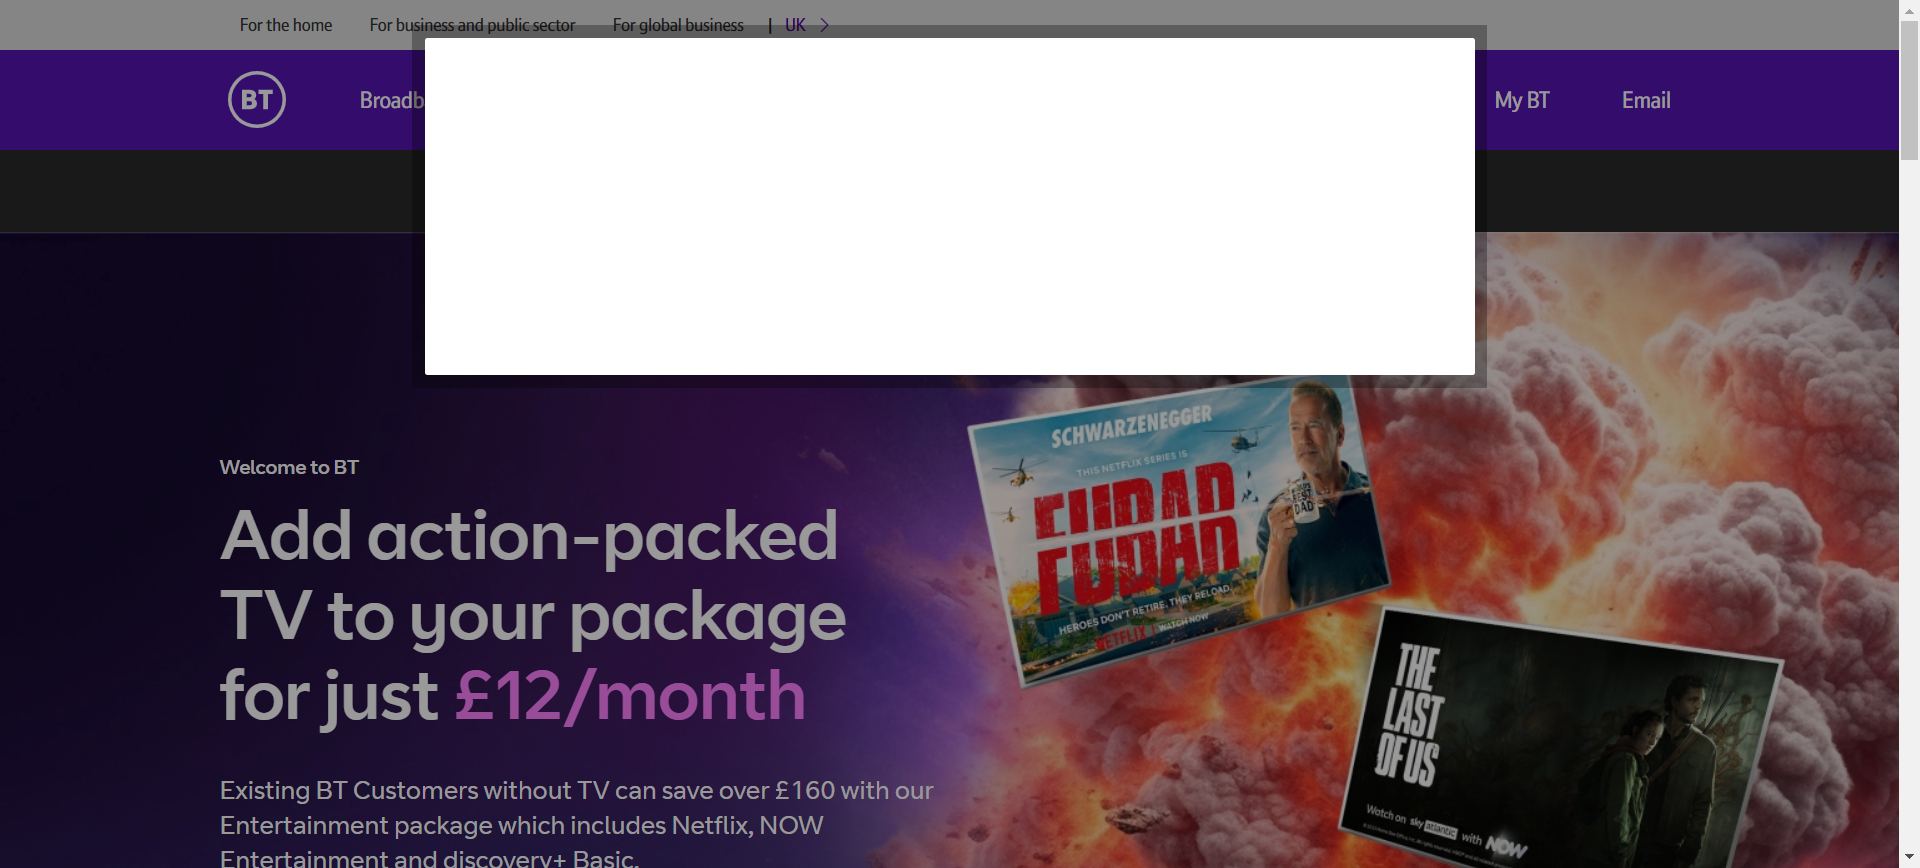 For the home For business and public sector For global business | UK
BT Broadb My BT Email
Welcome to BT
Add action-packed
TV to your package
for just £12/month
Existing BT Customers without TV can save over £160 with our
Entertainment package which includes Netflix, NOW
Entertainment and discovery+ Basic.
SCHWARZENEGGER
THIS NETFLIX SERIES IS
FUBAR
FUBAR
BEST
DAD
HEROES DON'T RETIRE. THEY RELOAD.
NETFLIX | WATCH NOW
THE
LAST
OF US
Watch on sky atlantic with NOW